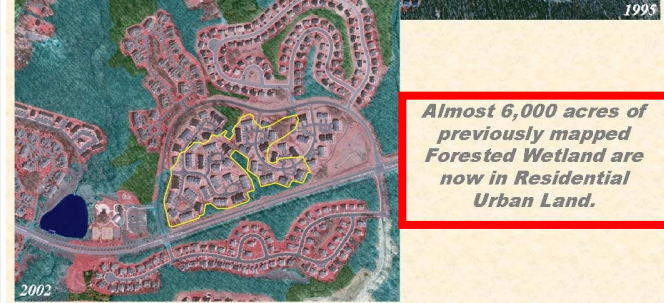 1995
Almost 6,000 acres of
previously mapped
Forested Wetland are
now in Residential
Urban Land.
2002